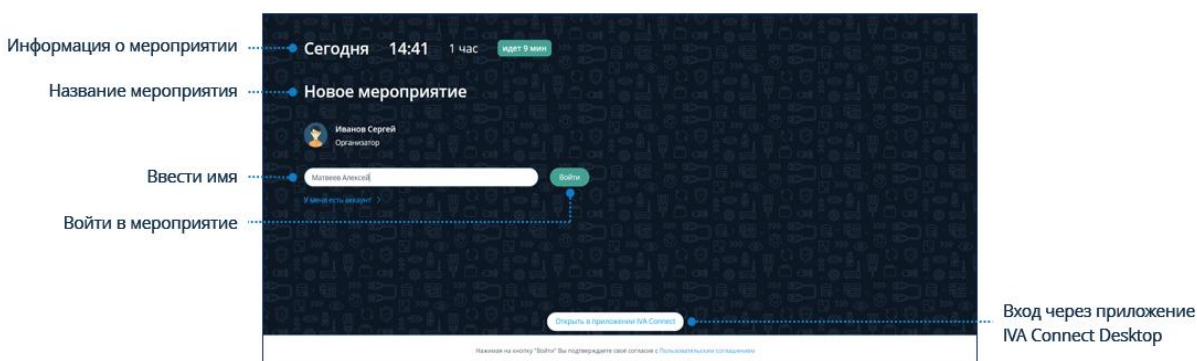 Информация о мероприятии
Сегодня 14:41 1 час идет 9 мин
Название мероприятия
Новое мероприятие
Иванов Сергей
Организатор
Ввести имя
Матвеев Алексей
Войти
У меня есть аккаунт >
Войти в мероприятие
Открыть в приложении IVA Connect
Вход через приложение
IVA Connect Desktop
Нажимая на кнопку "Войти" Вы подтверждаете своё согласие с Пользовательским соглашением